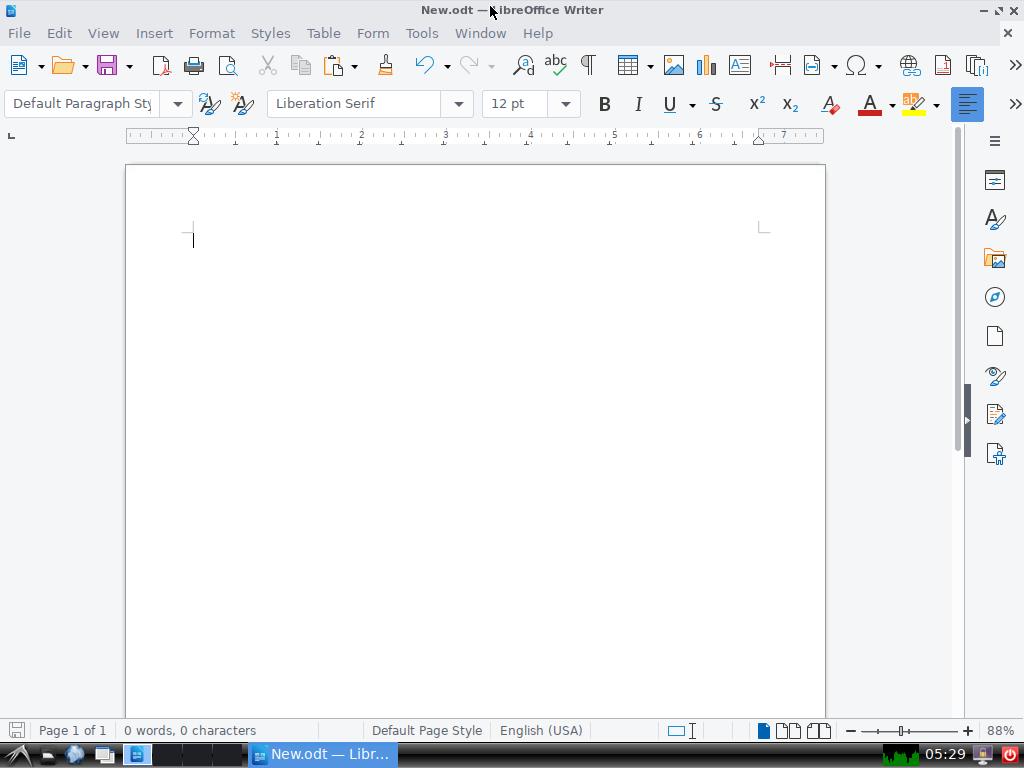 New.odt — LibreOffice Writer
File Edit View Insert Format Styles Table Form Tools Window Help
Default Paragraph Sty Liberation Serif 12 pt
1 2 3 4 5 6 7
Page 1 of 1 0 words, 0 characters Default Page Style English (USA) 88%
New.odt — Libr... 05:29